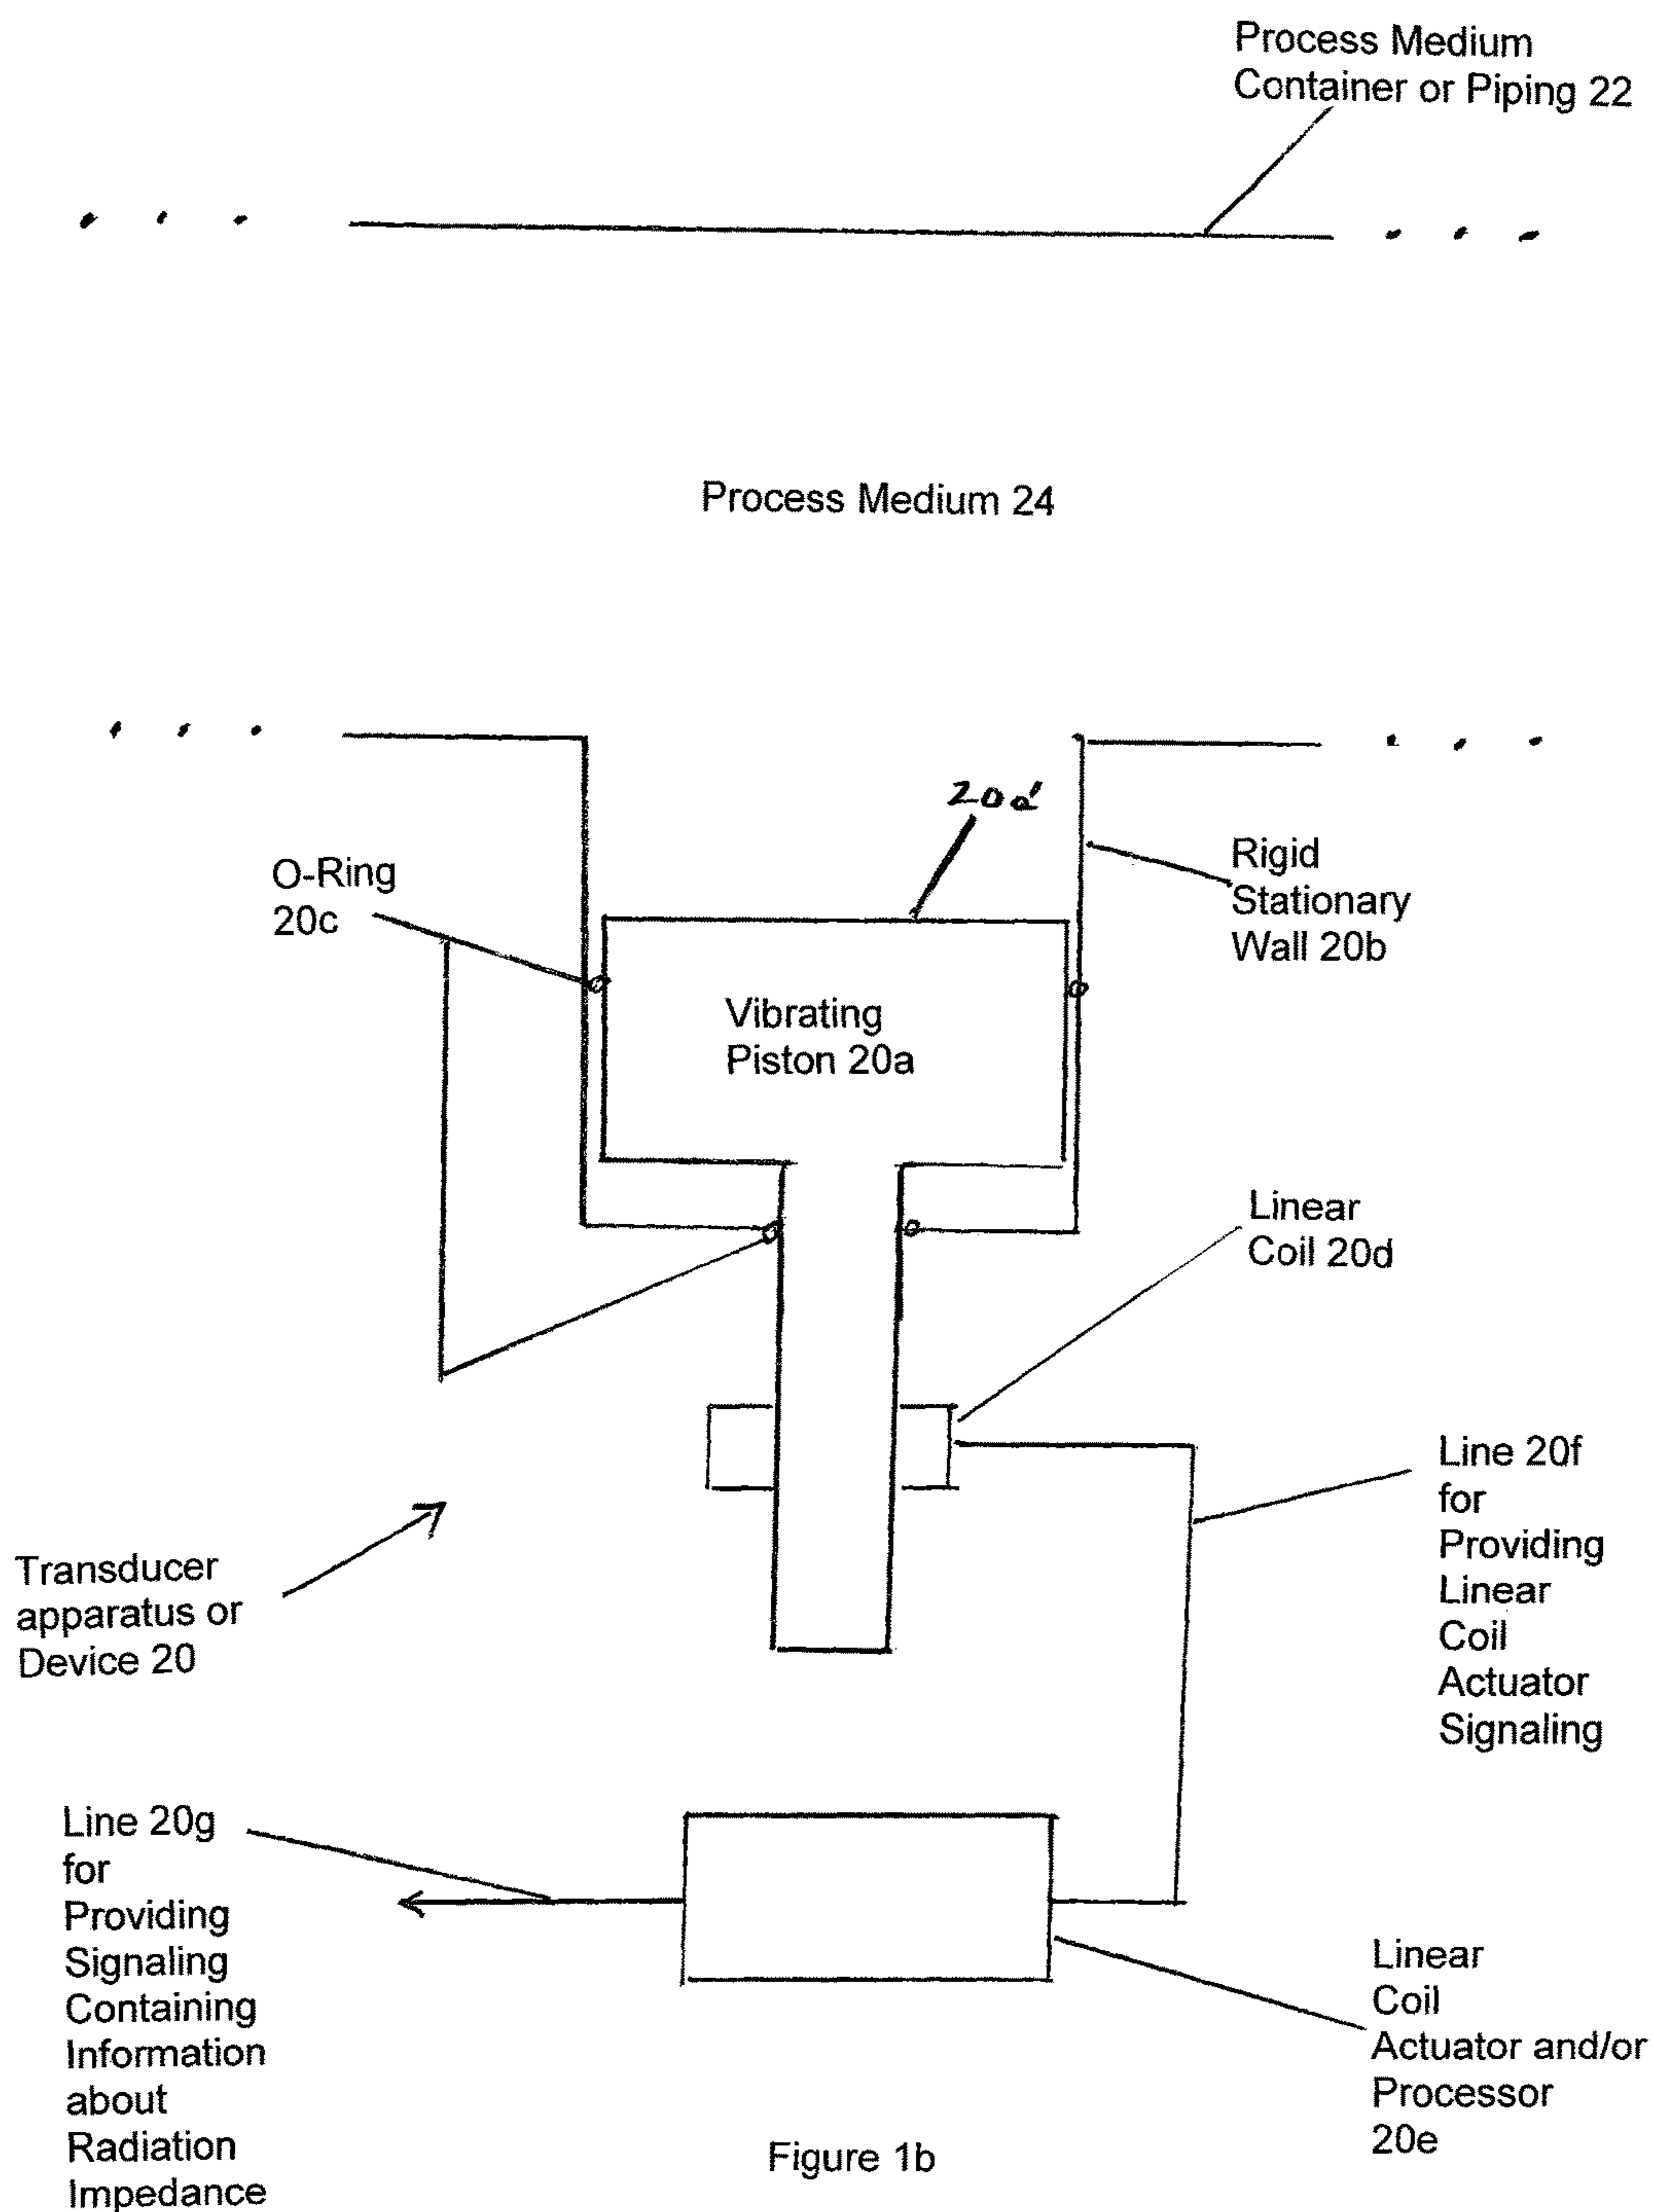 Process Medium
Container or Piping 22
Process Medium 24
20a'
O-Ring
20c
Rigid
Stationary
Wall 20b
Vibrating
Piston 20a
Linear
Coil 20d
Line 20f
for
Providing
Linear
Coil
Actuator
Signaling
Transducer
apparatus or
Device 20
Line 20g
for
Providing
Signaling
Containing
Information
about
Radiation
Impedance
Linear
Coil
Actuator and/or
Processor
20e
Figure 1b